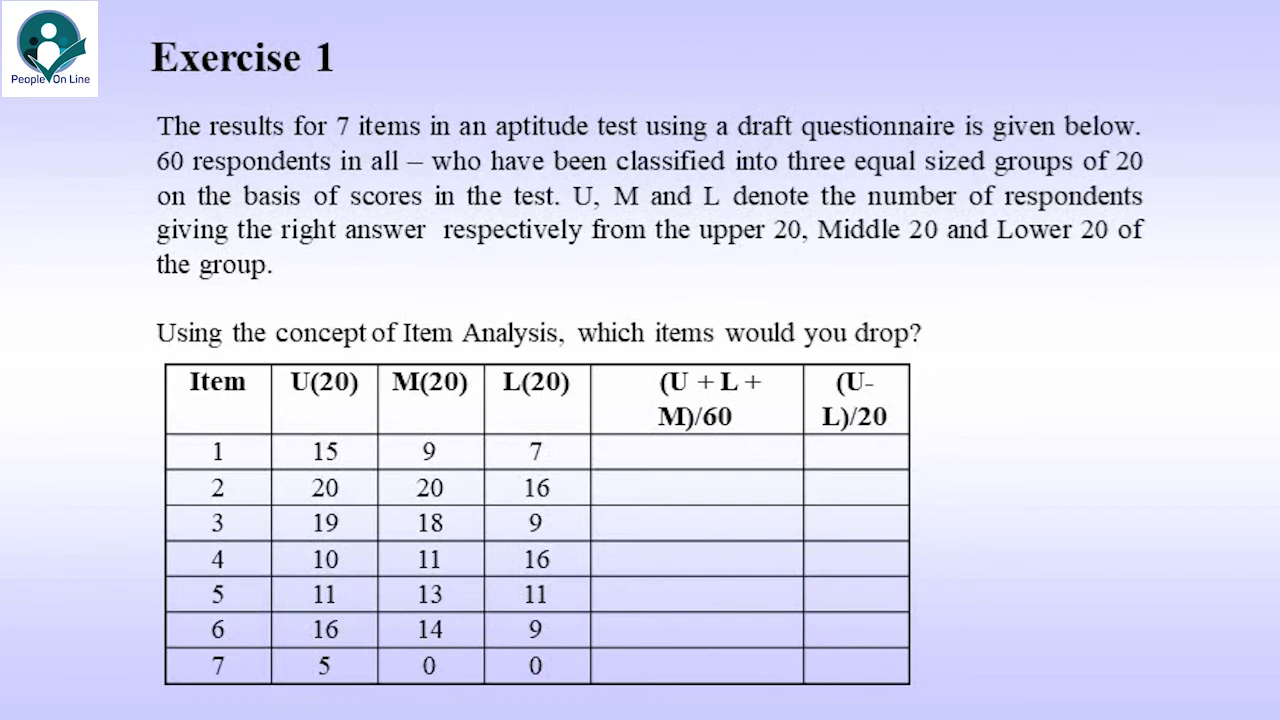 People On Line
Exercise 1
The results for 7 items in an aptitude test using a draft questionnaire is given below.
60 respondents in all – who have been classified into three equal sized groups of 20
on the basis of scores in the test. U, M and L denote the number of respondents
giving the right answer respectively from the upper 20, Middle 20 and Lower 20 of
the group.
Using the concept of Item Analysis, which items would you drop?
Item U(20) M(20) L(20) (U + L + (U-
M)/60 L)/20
1 15 9 7
2 20 20 16
3 19 18 9
4 10 11 16
5 11 13 11
6 16 14 9
7 5 0 0